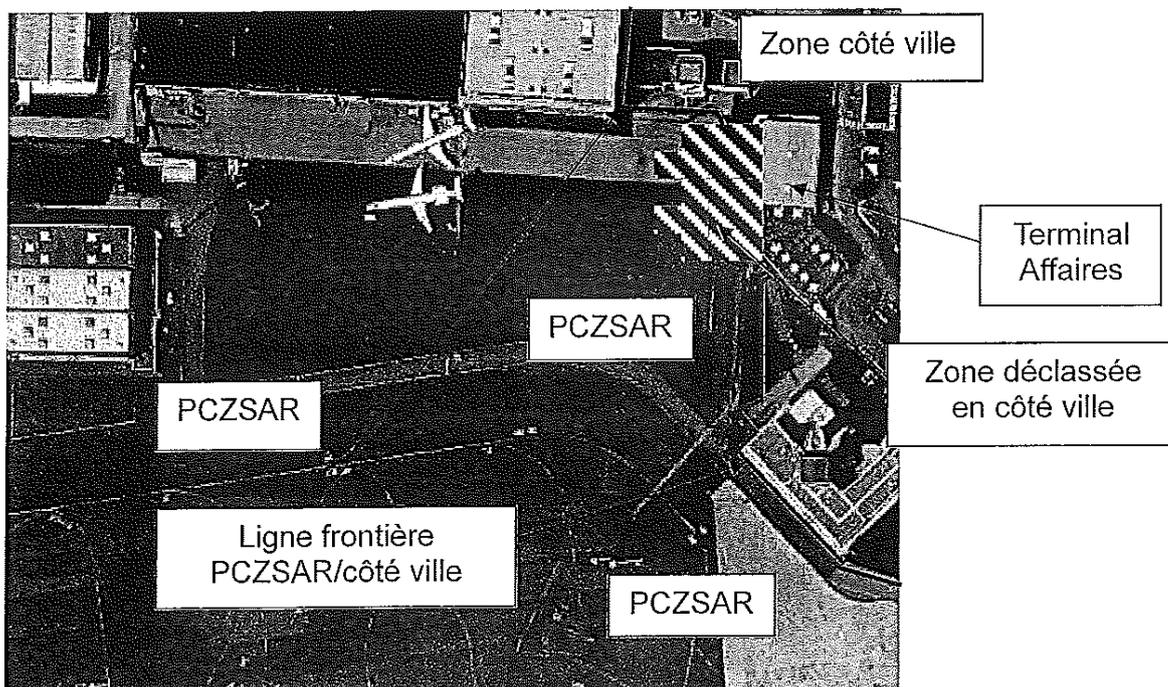 Zone côté ville
Terminal
Affaires
PCZSAR
Zone déclassée
en côté ville
PCZSAR
Ligne frontière
PCZSAR/côté ville
PCZSAR